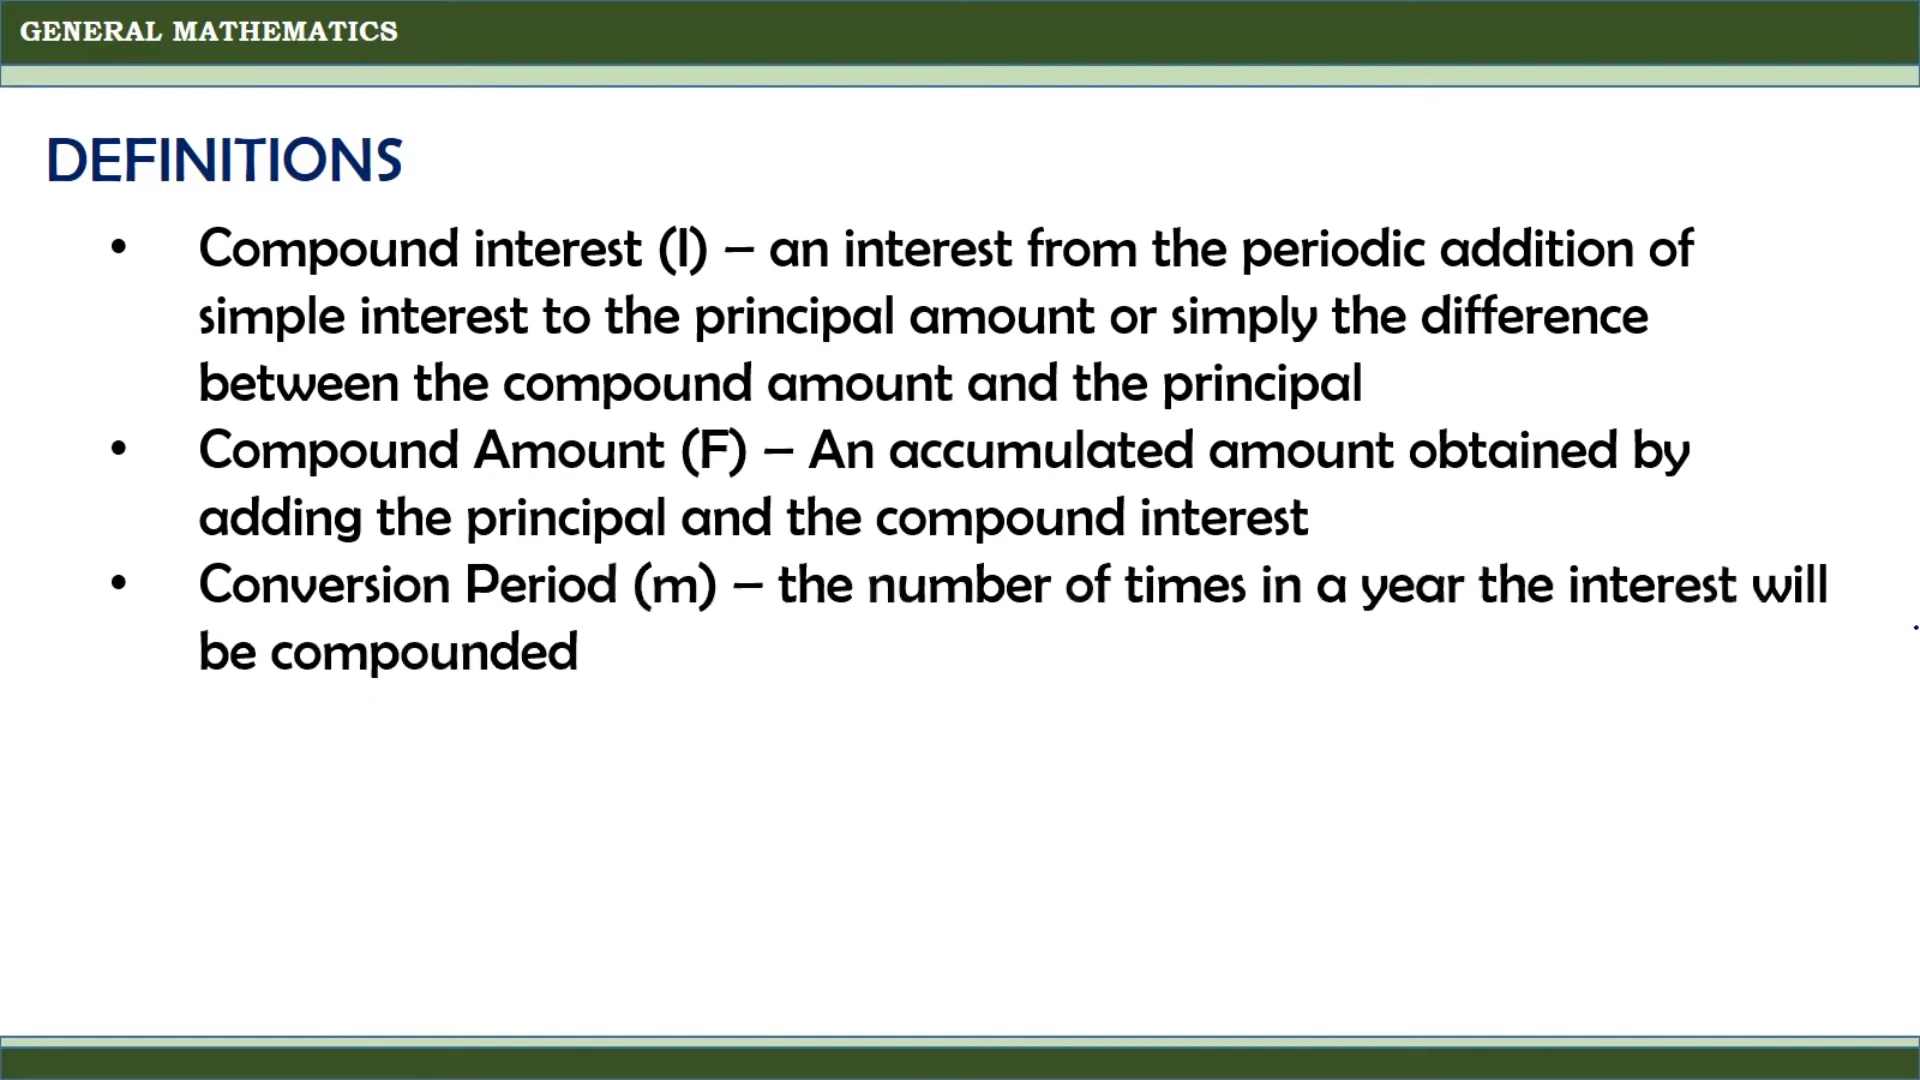 GENERAL MATHEMATICS
DEFINITIONS
• Compound interest (I) – an interest from the periodic addition of
simple interest to the principal amount or simply the difference
between the compound amount and the principal
• Compound Amount (F) – An accumulated amount obtained by
adding the principal and the compound interest
• Conversion Period (m) – the number of times in a year the interest will
be compounded